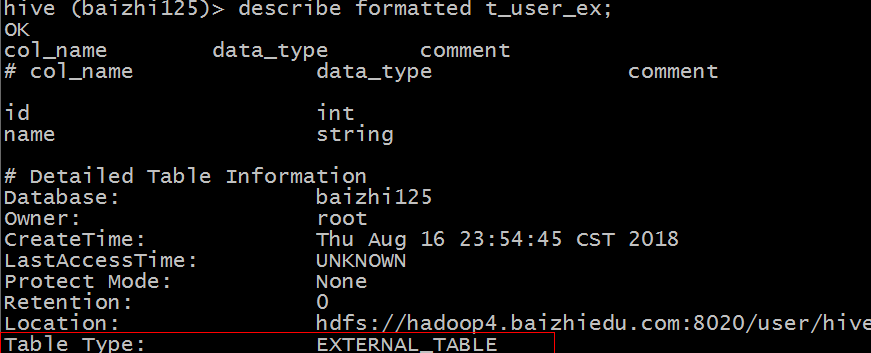 hive (baizhi125)> describe formatted t_user_ex;
OK
col_name data_type comment
# col_name data_type comment
id int
name string
# Detailed Table Information
Database: baizhi125
Owner: root
CreateTime: Thu Aug 16 23:54:45 CST 2018
LastAccessTime: UNKNOWN
Protect Mode: None
Retention: 0
Location: hdfs://hadoop4.baizhiedu.com:8020/user/hive
Table Type: EXTERNAL_TABLE